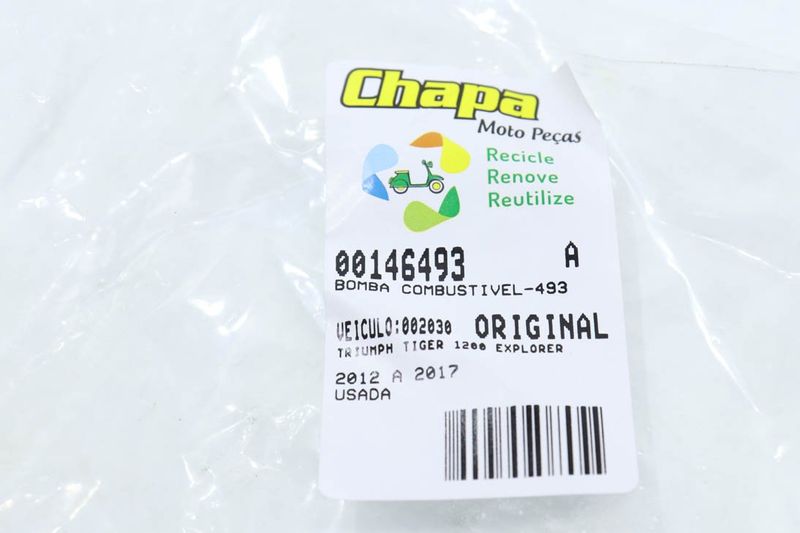 Chapa
Moto Peças
Recicle
Renove
Reutilize
00146493 A
BOMBA COMBUSTIVEL-493
VEICULO:002030 ORIGINAL
TRIUMPH TIGER 1200 EXPLORER
2012 A 2017
USADA